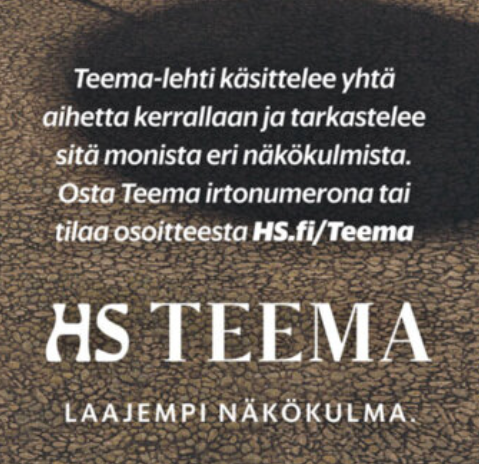 Teema-lehti käsittelee yhtä
aihetta kerrallaan ja tarkastelee
sitä monista eri näkökulmista.
Osta Teema irtonumerona tai
tilaa osoitteesta HS.fi/Teema
HS TEEMA
LAAJEMPI NÄKÖKULMA.